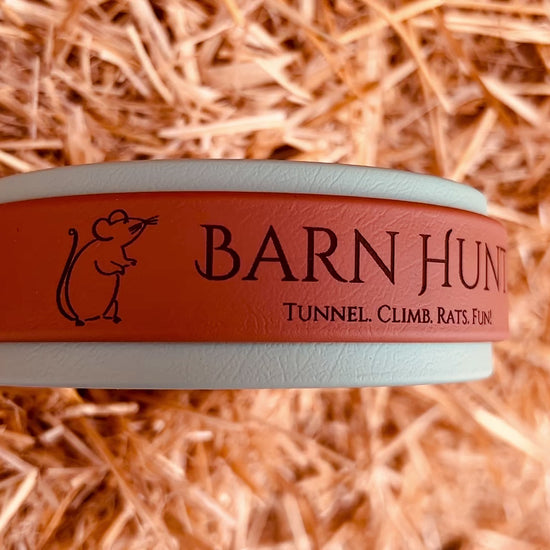 BARN HUNT
TUNNEL. CLIMB. RATS. FUN!